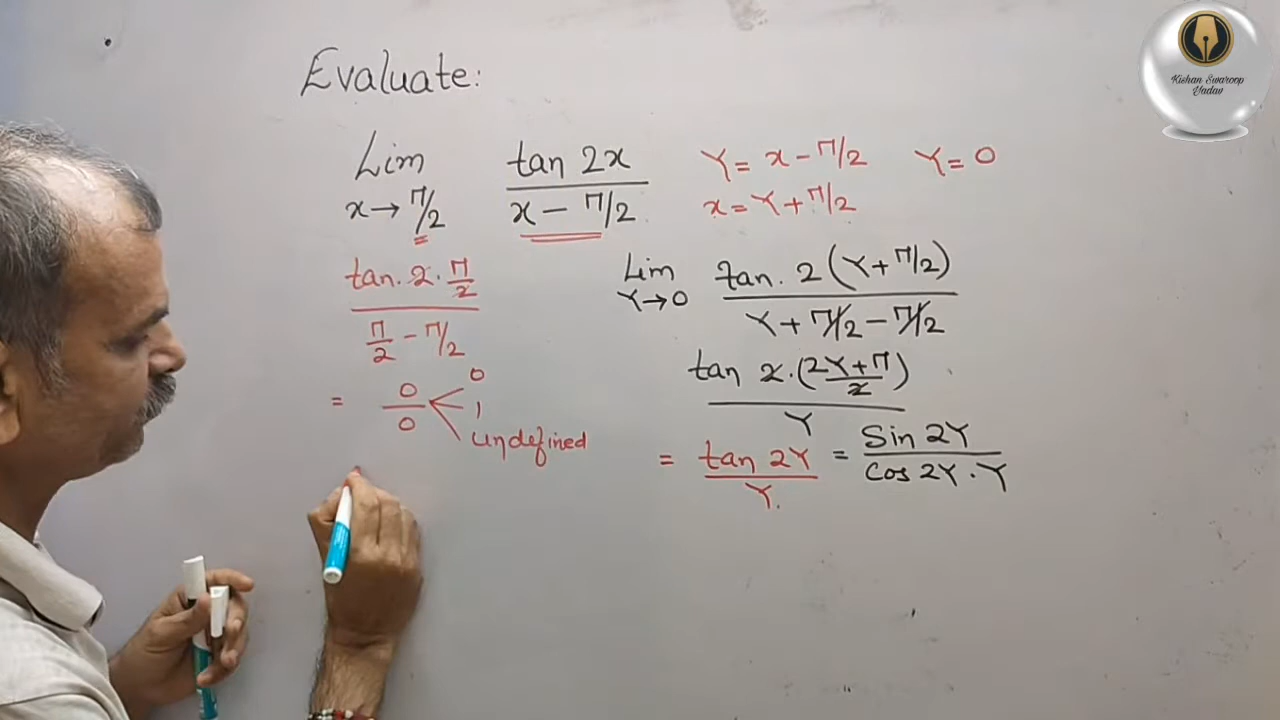 Evaluate:
Lim x→π/2 tan 2x / x − π/2
Y = x − π/2 Y = 0
x = Y + π/2
tan. 2 · π/2 / π/2 − π/2
= 0/0 < 0
1
undefined
Lim Y→0 tan. 2 (Y + π/2) / Y + π/2 − π/2
tan 2 · (2Y + π / 2) / Y
= tan 2Y / Y. = Sin 2Y / Cos 2Y · Y
Kishan Swaroop
Yadav